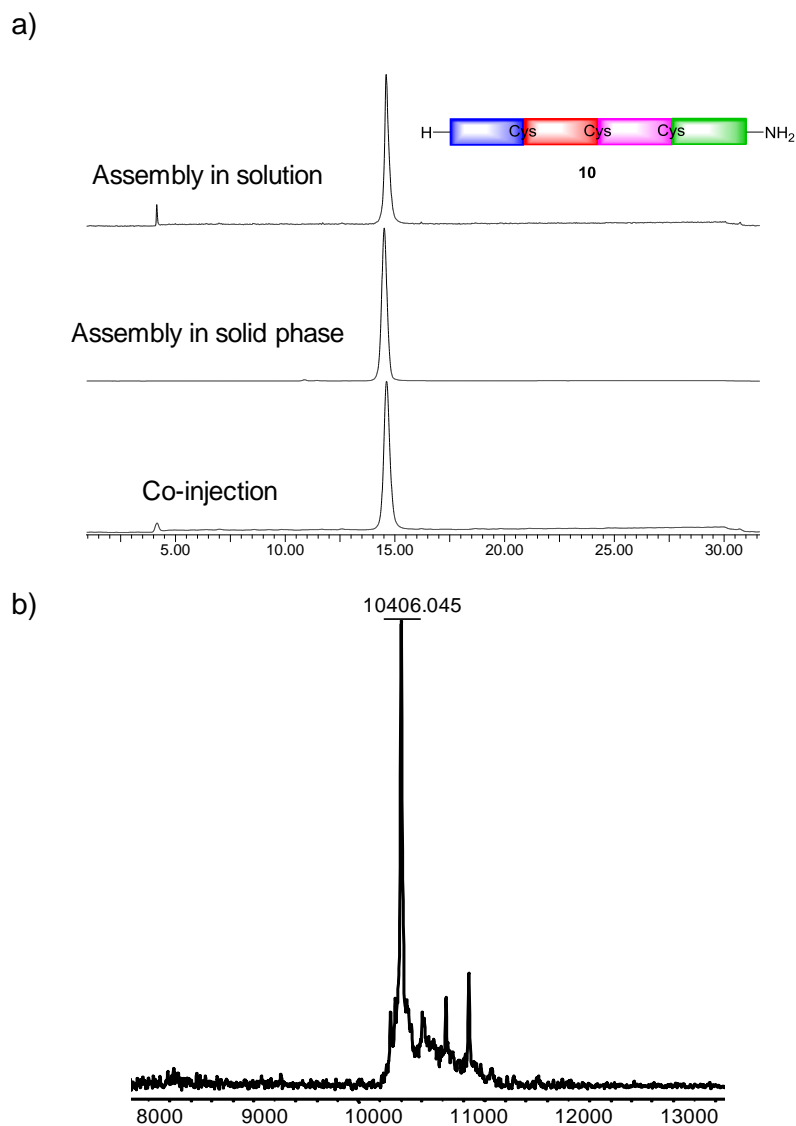 a)
H Cys Cys Cys NH2
10
Assembly in solution
Assembly in solid phase
Co-injection
5.00 10.00 15.00 20.00 25.00 30.00
b)
10406.045
8000 9000 10000 11000 12000 13000